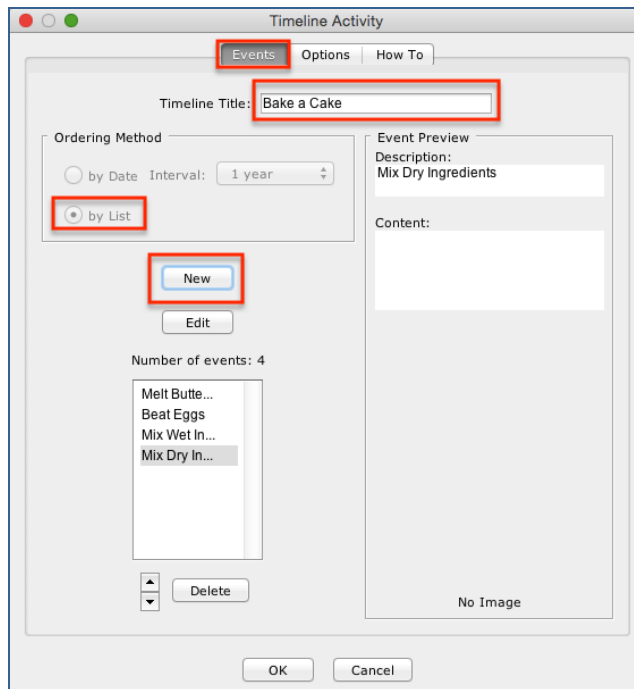 Timeline Activity
Events Options How To
Timeline Title: Bake a Cake
Ordering Method
by Date Interval: 1 year
by List
New
Edit
Number of events: 4
Melt Butte...
Beat Eggs
Mix Wet In...
Mix Dry In...
Delete
Event Preview
Description:
Mix Dry Ingredients
Content:
No Image
OK Cancel